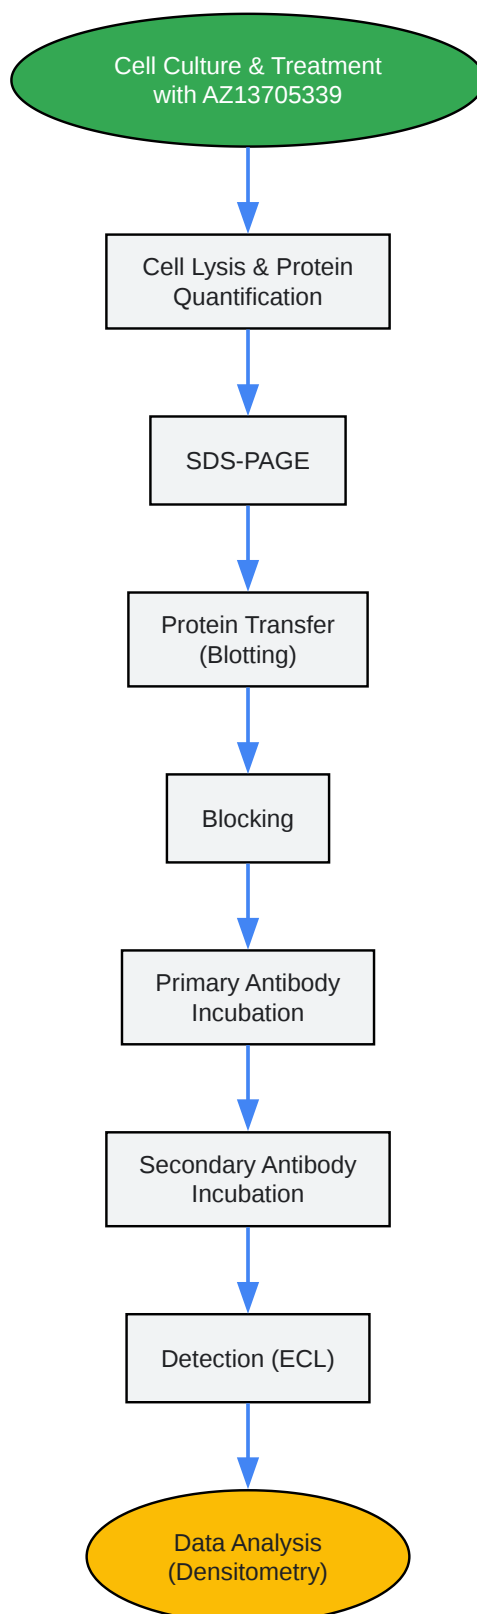 Cell Culture & Treatment
with AZ13705339
Cell Lysis & Protein
Quantification
SDS-PAGE
Protein Transfer
(Blotting)
Blocking
Primary Antibody
Incubation
Secondary Antibody
Incubation
Detection (ECL)
Data Analysis
(Densitometry)